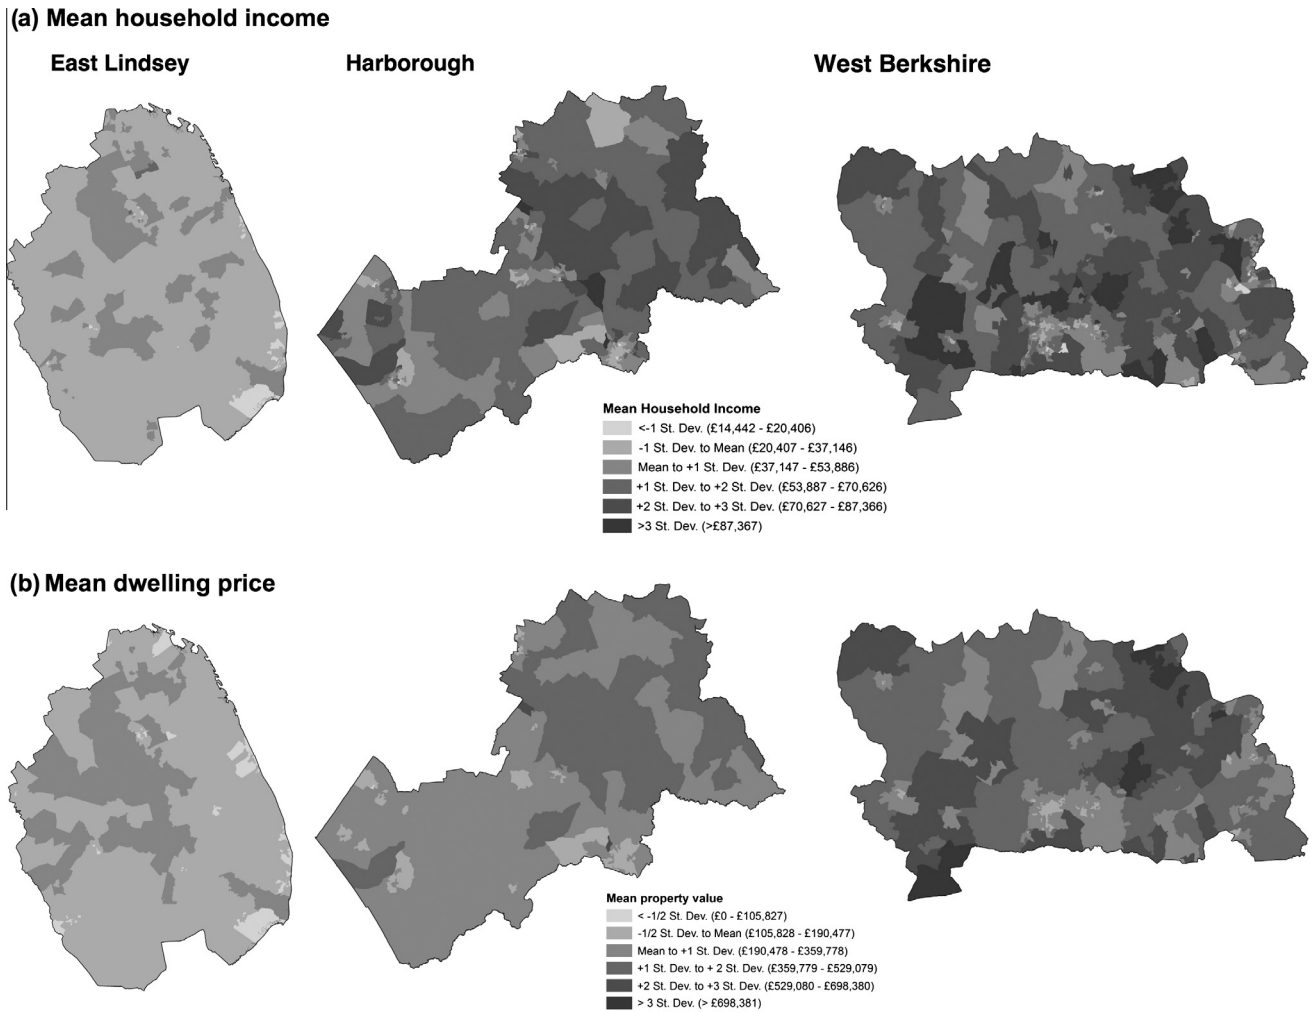 (a) Mean household income
East Lindsey
Harborough
West Berkshire
Mean Household Income
<-1 St. Dev. (£14,442 - £20,406)
-1 St. Dev. to Mean (£20,407 - £37,146)
Mean to +1 St. Dev. (£37,147 - £53,886)
+1 St. Dev. to +2 St. Dev. (£53,887 - £70,626)
+2 St. Dev. to +3 St. Dev. (£70,627 - £87,366)
>3 St. Dev. (>£87,367)
(b) Mean dwelling price
Mean property value
< -1/2 St. Dev. (£0 - £105,827)
-1/2 St. Dev. to Mean (£105,828 - £190,477)
Mean to +1 St. Dev. (£190,478 - £359,778)
+1 St. Dev to + 2 St. Dev. (£359,779 - £529,079)
+2 St. Dev to +3 St. Dev. (£529,080 - £698,380)
> 3 St. Dev. (> £698,381)